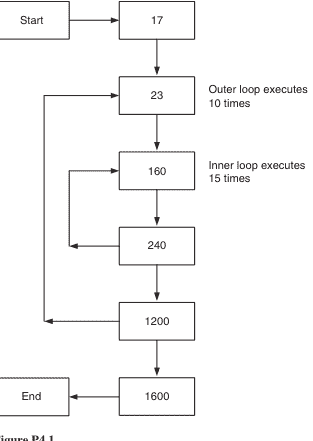 Start
17
23
Outer loop executes
10 times
160
Inner loop executes
15 times
240
1200
End
1600
Figure P4.1